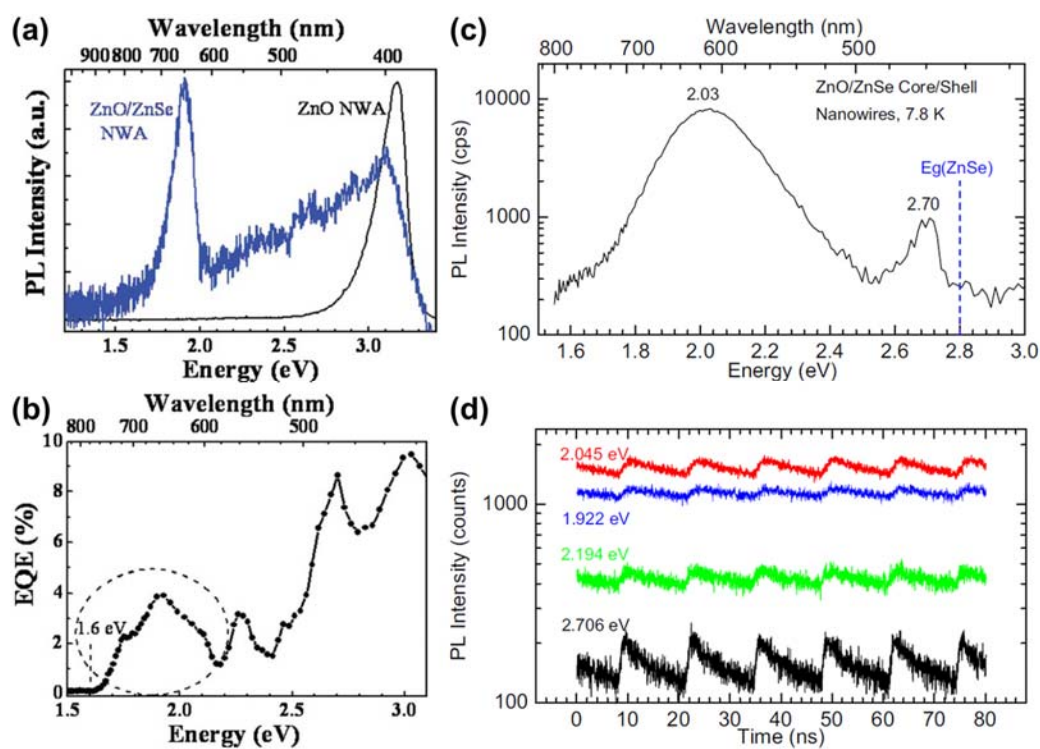 (a)
Wavelength (nm)
900 800 700 600 500 400
ZnO/ZnSe
NWA
ZnO NWA
PL Intensity (a.u.)
1.5 2.0 2.5 3.0
Energy (eV)
(b)
Wavelength (nm)
800 700 600 500
10
8
6
4
2
0
EQE (%)
1.6 eV
1.5 2.0 2.5 3.0
Energy (eV)
(c)
Wavelength (nm)
800 700 600 500
10000
1000
100
PL Intensity (cps)
ZnO/ZnSe Core/Shell
Nanowires, 7.8 K
2.03
Eg(ZnSe)
2.70
1.6 1.8 2.0 2.2 2.4 2.6 2.8 3.0
Energy (eV)
(d)
2.045 eV
1.922 eV
2.194 eV
2.706 eV
1000
100
PL Intensity (counts)
0 10 20 30 40 50 60 70 80
Time (ns)